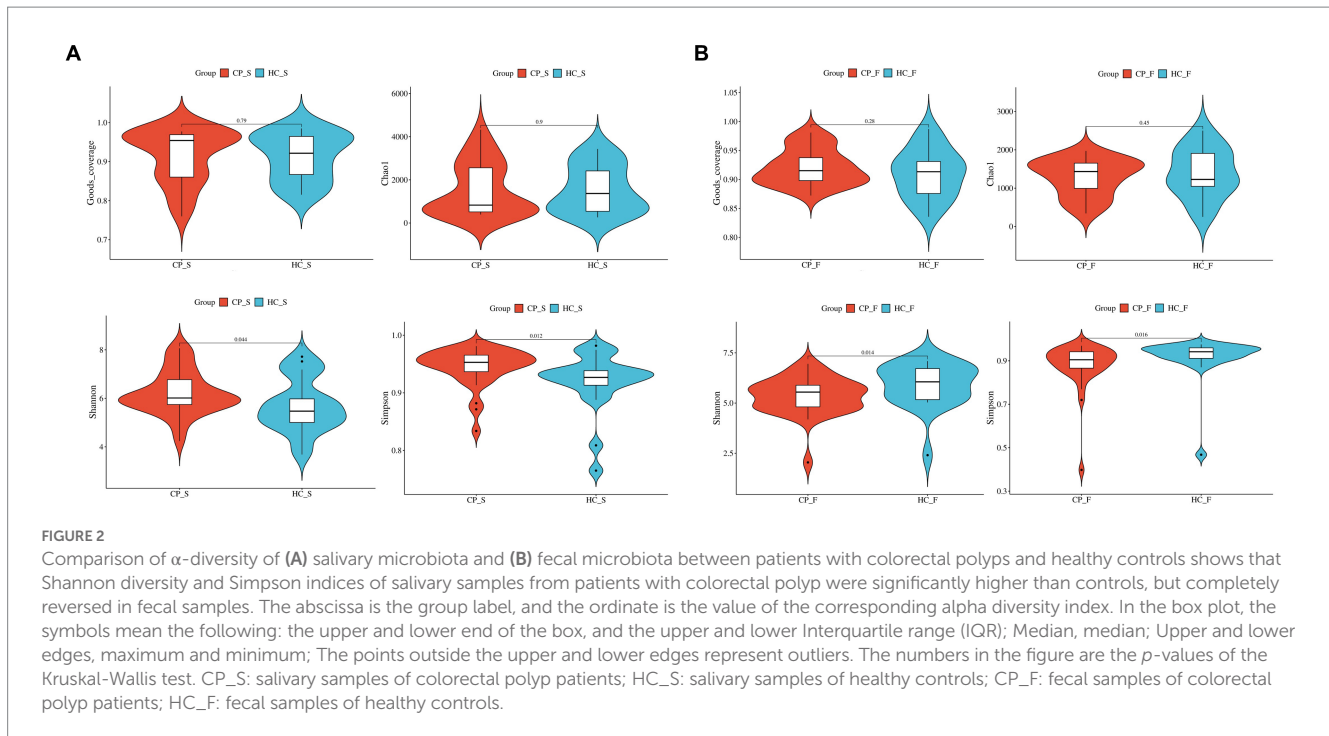 A
B
Group CP_S HC_S
1.0
0.9
0.8
0.7
Goods_coverage
0.79
CP_S
HC_S
Group CP_S HC_S
6000
4000
2000
0
Chao1
0.9
CP_S
HC_S
Group CP_F HC_F
1.05
1.00
0.95
0.90
0.85
0.80
Goods_coverage
0.28
CP_F
HC_F
Group CP_F HC_F
3000
2000
1000
0
Chao1
0.45
CP_F
HC_F
Group CP_S HC_S
8
6
4
Shannon
0.044
CP_S
HC_S
Group CP_S HC_S
1.0
0.9
0.8
Simpson
0.012
CP_S
HC_S
Group CP_F HC_F
7.5
5.0
2.5
Shannon
0.014
CP_F
HC_F
Group CP_F HC_F
0.9
0.7
0.5
0.3
Simpson
0.016
CP_F
HC_F
FIGURE 2
Comparison of α-diversity of (A) salivary microbiota and (B) fecal microbiota between patients with colorectal polyps and healthy controls shows that
Shannon diversity and Simpson indices of salivary samples from patients with colorectal polyp were significantly higher than controls, but completely
reversed in fecal samples. The abscissa is the group label, and the ordinate is the value of the corresponding alpha diversity index. In the box plot, the
symbols mean the following: the upper and lower end of the box, and the upper and lower Interquartile range (IQR); Median, median; Upper and lower
edges, maximum and minimum; The points outside the upper and lower edges represent outliers. The numbers in the figure are the p-values of the
Kruskal-Wallis test. CP_S: salivary samples of colorectal polyp patients; HC_S: salivary samples of healthy controls; CP_F: fecal samples of colorectal
polyp patients; HC_F: fecal samples of healthy controls.